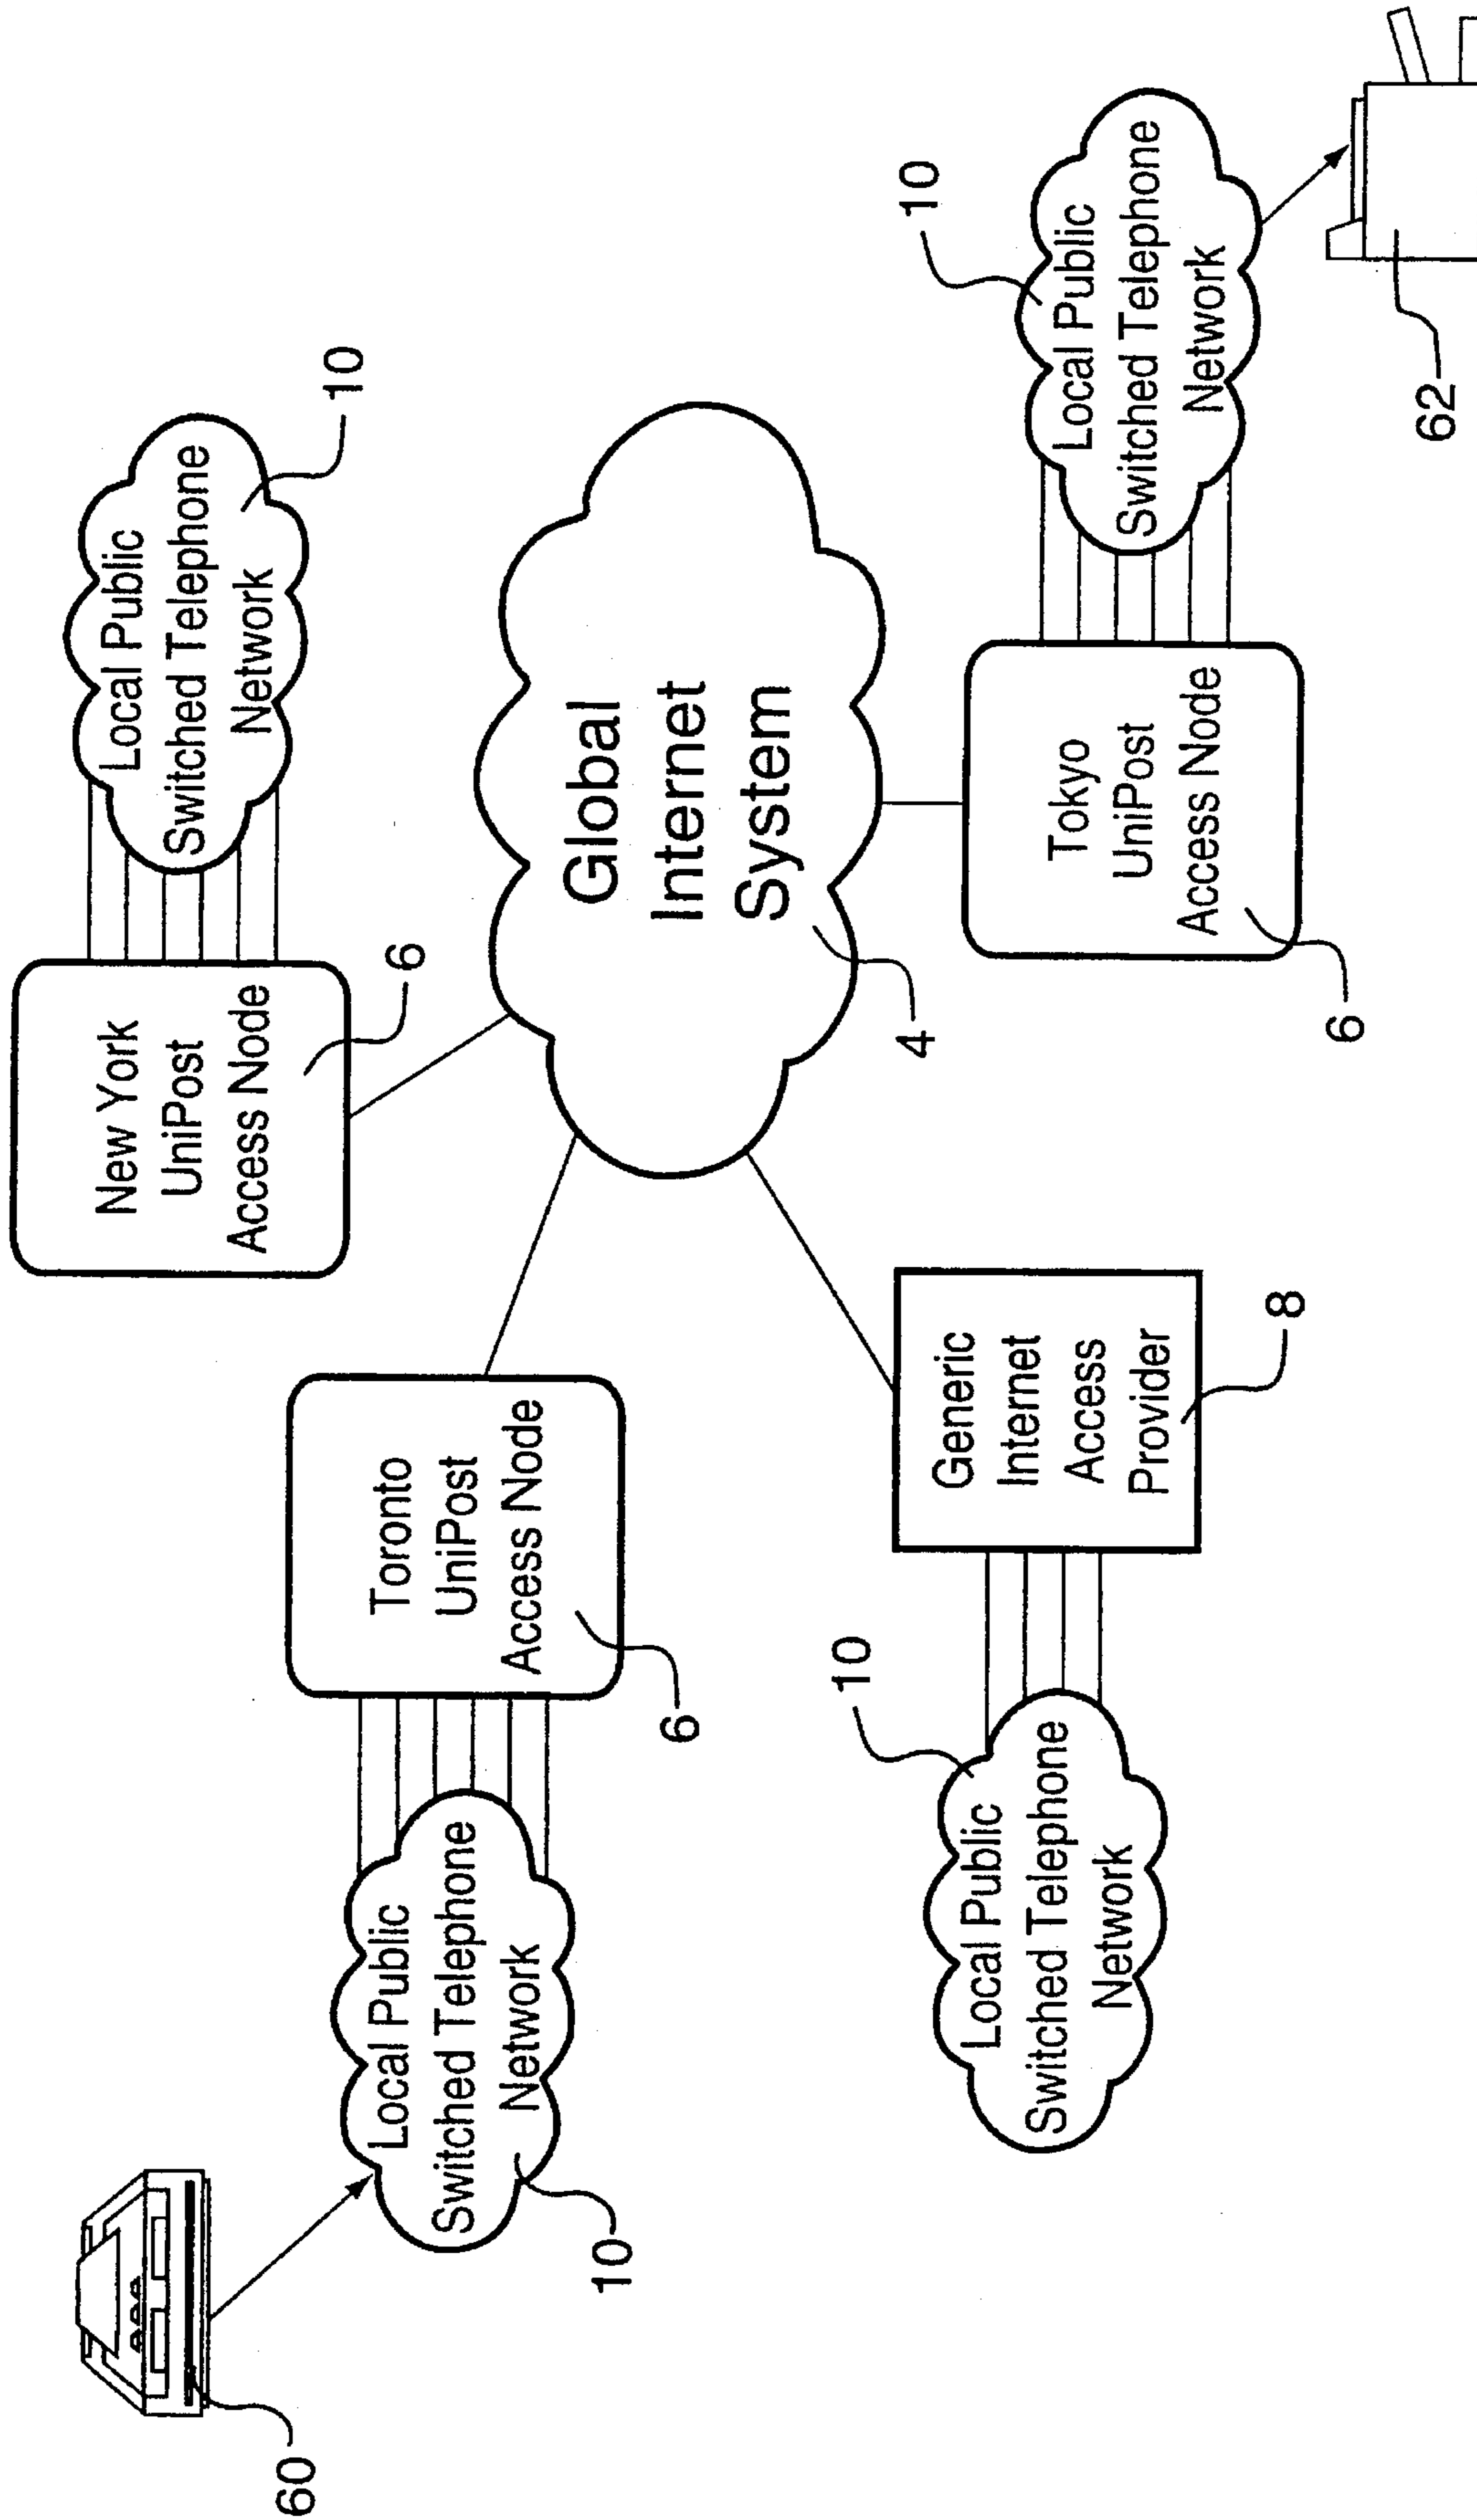 60
Local Public
Switched Telephone
Network
10
Toronto
UniPost
Access Node
6
New York
UniPost
Access Node
6
Local Public
Switched Telephone
Network
10
Global
Internet
System
4
Local Public
Switched Telephone
Network
10
Generic
Internet
Access
Provider
8
Tokyo
UniPost
Access Node
6
Local Public
Switched Telephone
Network
10
62